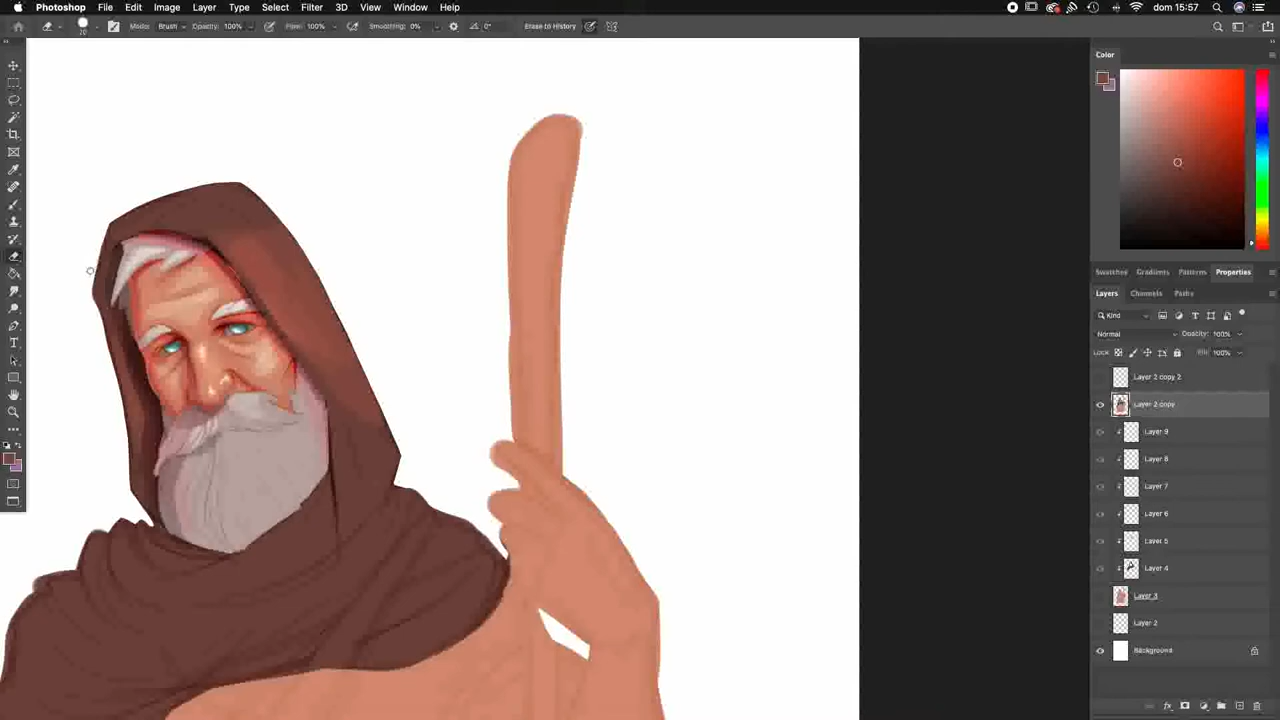 Photoshop File Edit Image Layer Type Select Filter 3D View Window Help dom 15:57
70 Mode: Brush Opacity: 100% Flow: 100% Smoothing: 0% 0° Erase to History
Color
Swatches Gradients Patterns Properties
Layers Channels Paths
Kind
Normal Opacity: 100%
Lock: Fill: 100%
Layer 2 copy 2
Layer 2 copy
Layer 9
Layer 8
Layer 7
Layer 6
Layer 5
Layer 4
Layer 3
Layer 2
Background
fx